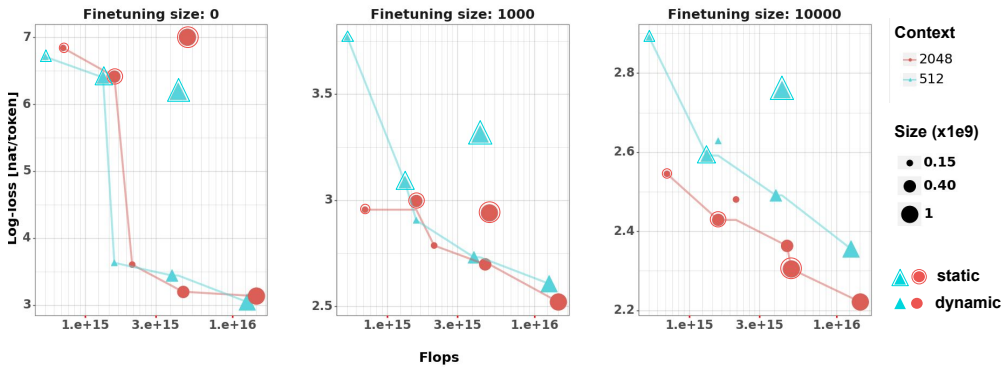 Finetuning size: 0
Finetuning size: 1000
Finetuning size: 10000
Log-loss [nat/token]
7
6
5
4
3
3.5
3
2.5
2.8
2.6
2.4
2.2
1.e+15
3.e+15
1.e+16
1.e+15
3.e+15
1.e+16
1.e+15
3.e+15
1.e+16
Flops
Context
2048
512
Size (x1e9)
0.15
0.40
1
static
dynamic